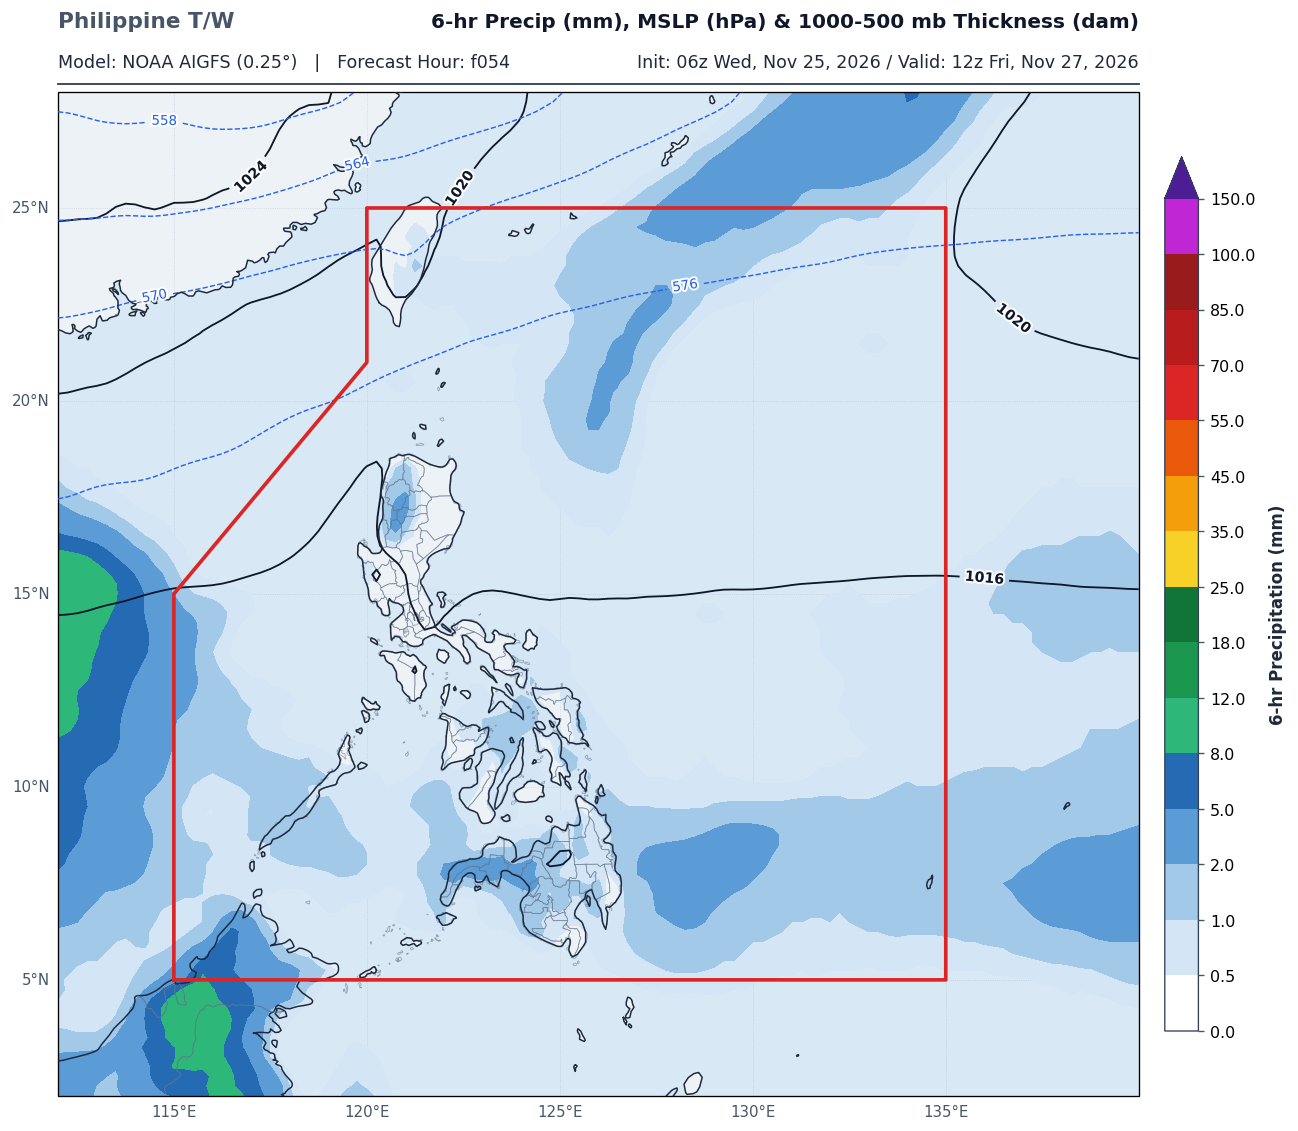 Philippine T/W
6-hr Precip (mm), MSLP (hPa) & 1000-500 mb Thickness (dam)
Model: NOAA AIGFS (0.25°) | Forecast Hour: f054
Init: 06z Wed, Nov 25, 2026 / Valid: 12z Fri, Nov 27, 2026
558
564
1024
1020
25°N
570
576
1020
20°N
1016
15°N
10°N
5°N
115°E
120°E
125°E
130°E
135°E
150.0
100.0
85.0
70.0
55.0
45.0
35.0
25.0
18.0
12.0
8.0
5.0
2.0
1.0
0.5
0.0
6-hr Precipitation (mm)